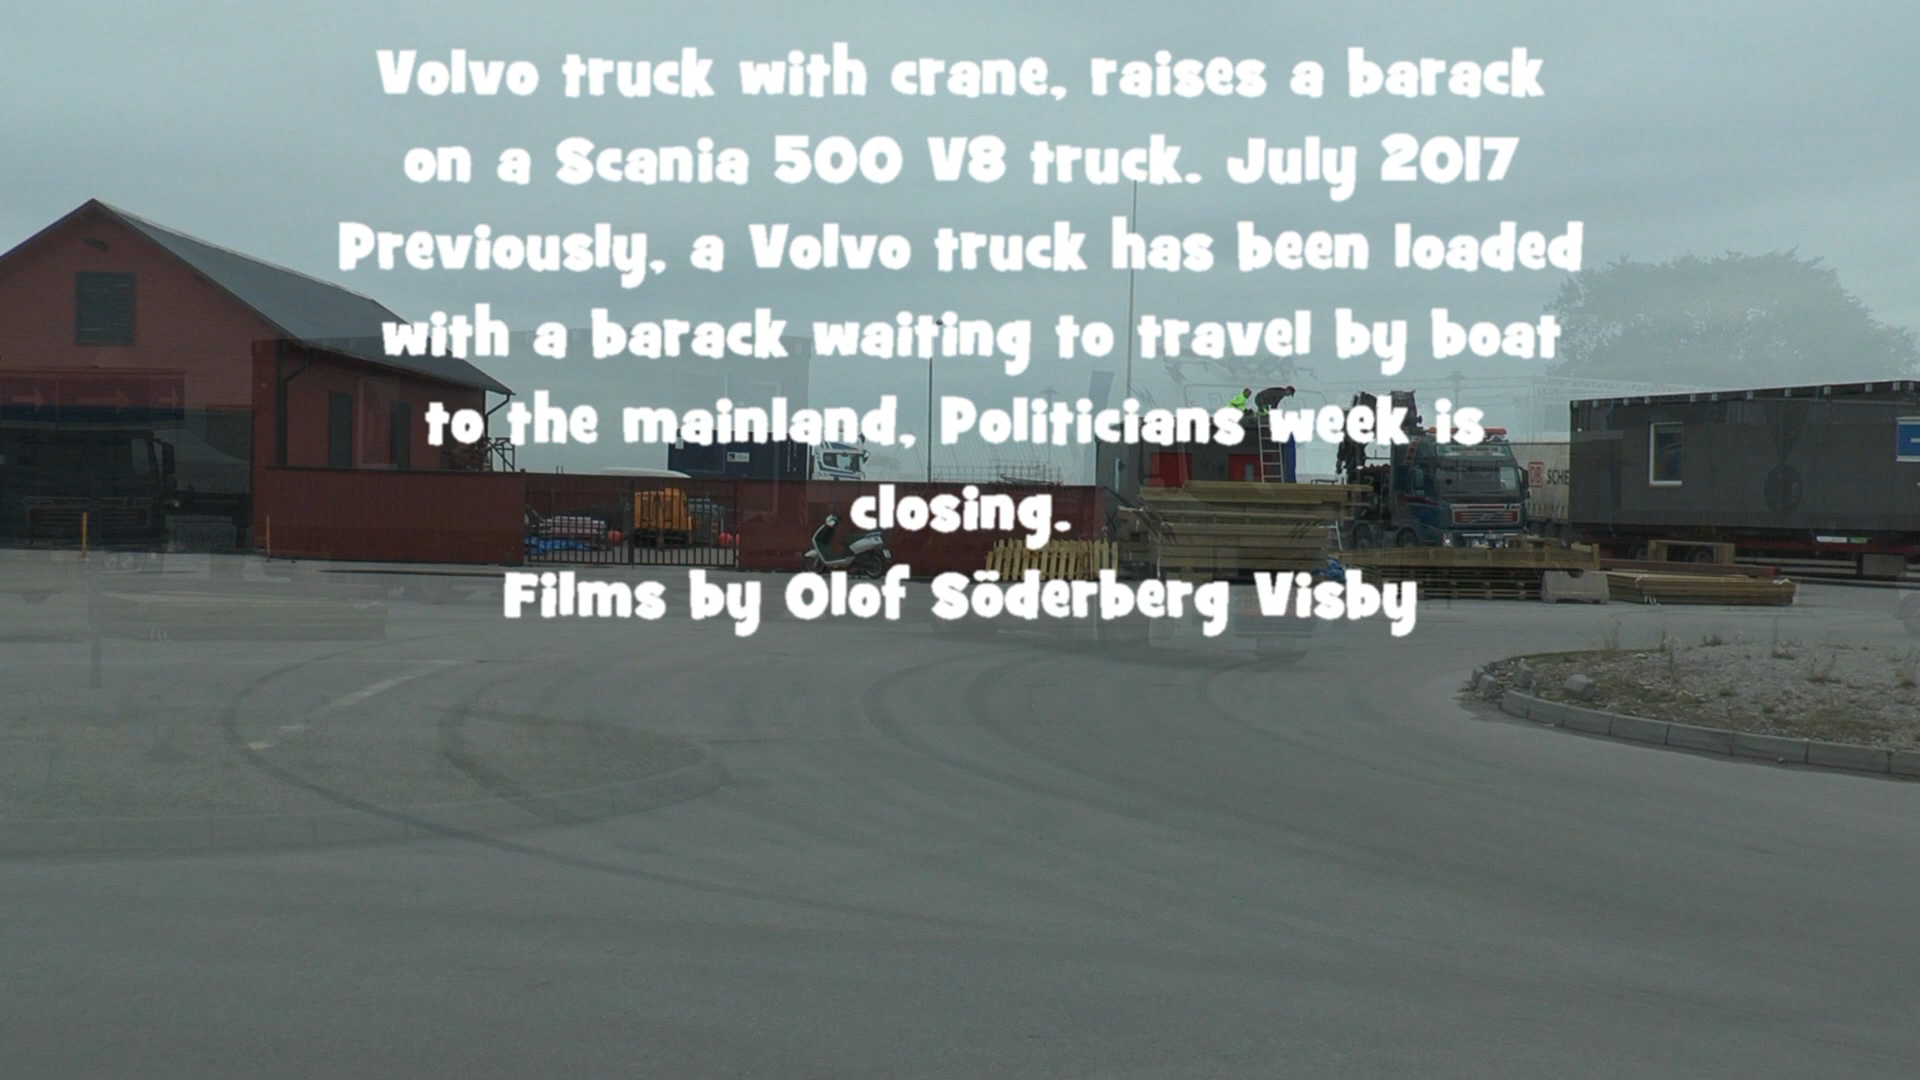 Volvo truck with crane, raises a barack
on a Scania 500 V8 truck. July 2017
Previously, a Volvo truck has been loaded
with a barack waiting to travel by boat
to the mainland, Politicians week is
closing.
Films by Olof Söderberg Visby
DB SCHE